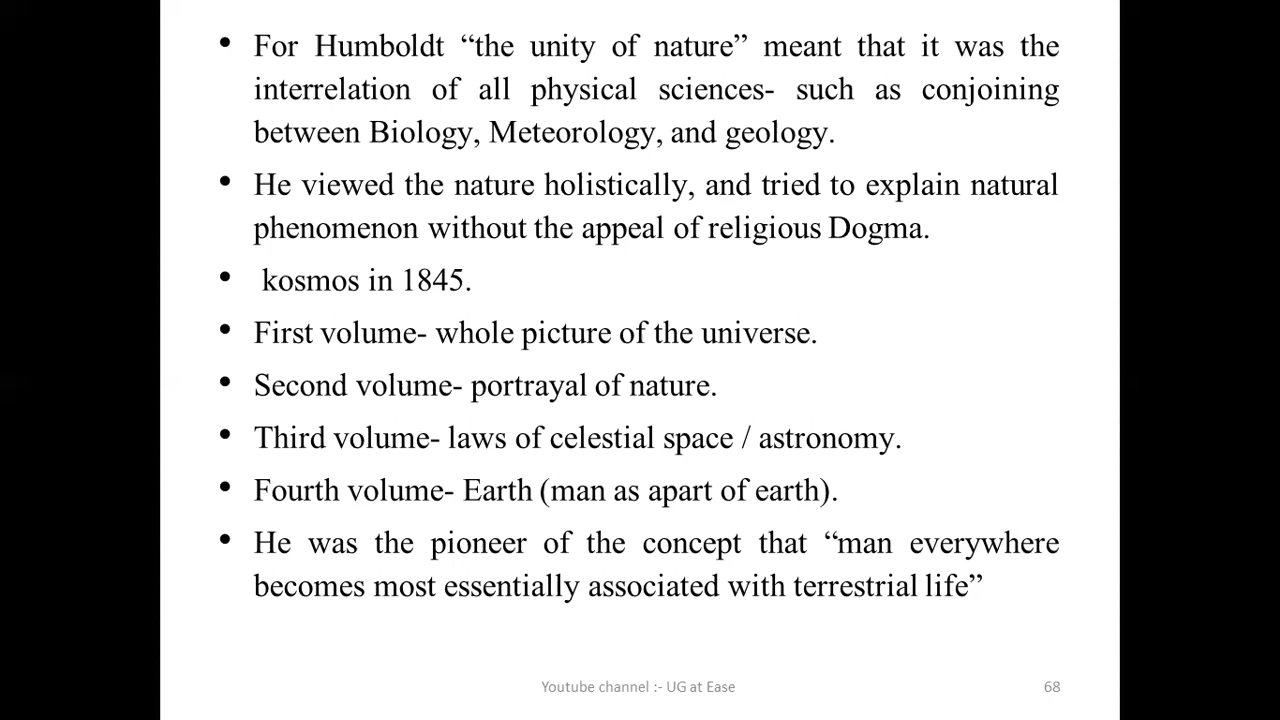 • For Humboldt “the unity of nature” meant that it was the
interrelation of all physical sciences- such as conjoining
between Biology, Meteorology, and geology.
• He viewed the nature holistically, and tried to explain natural
phenomenon without the appeal of religious Dogma.
• kosmos in 1845.
• First volume- whole picture of the universe.
• Second volume- portrayal of nature.
• Third volume- laws of celestial space / astronomy.
• Fourth volume- Earth (man as apart of earth).
• He was the pioneer of the concept that “man everywhere
becomes most essentially associated with terrestrial life”
Youtube channel :- UG at Ease
68